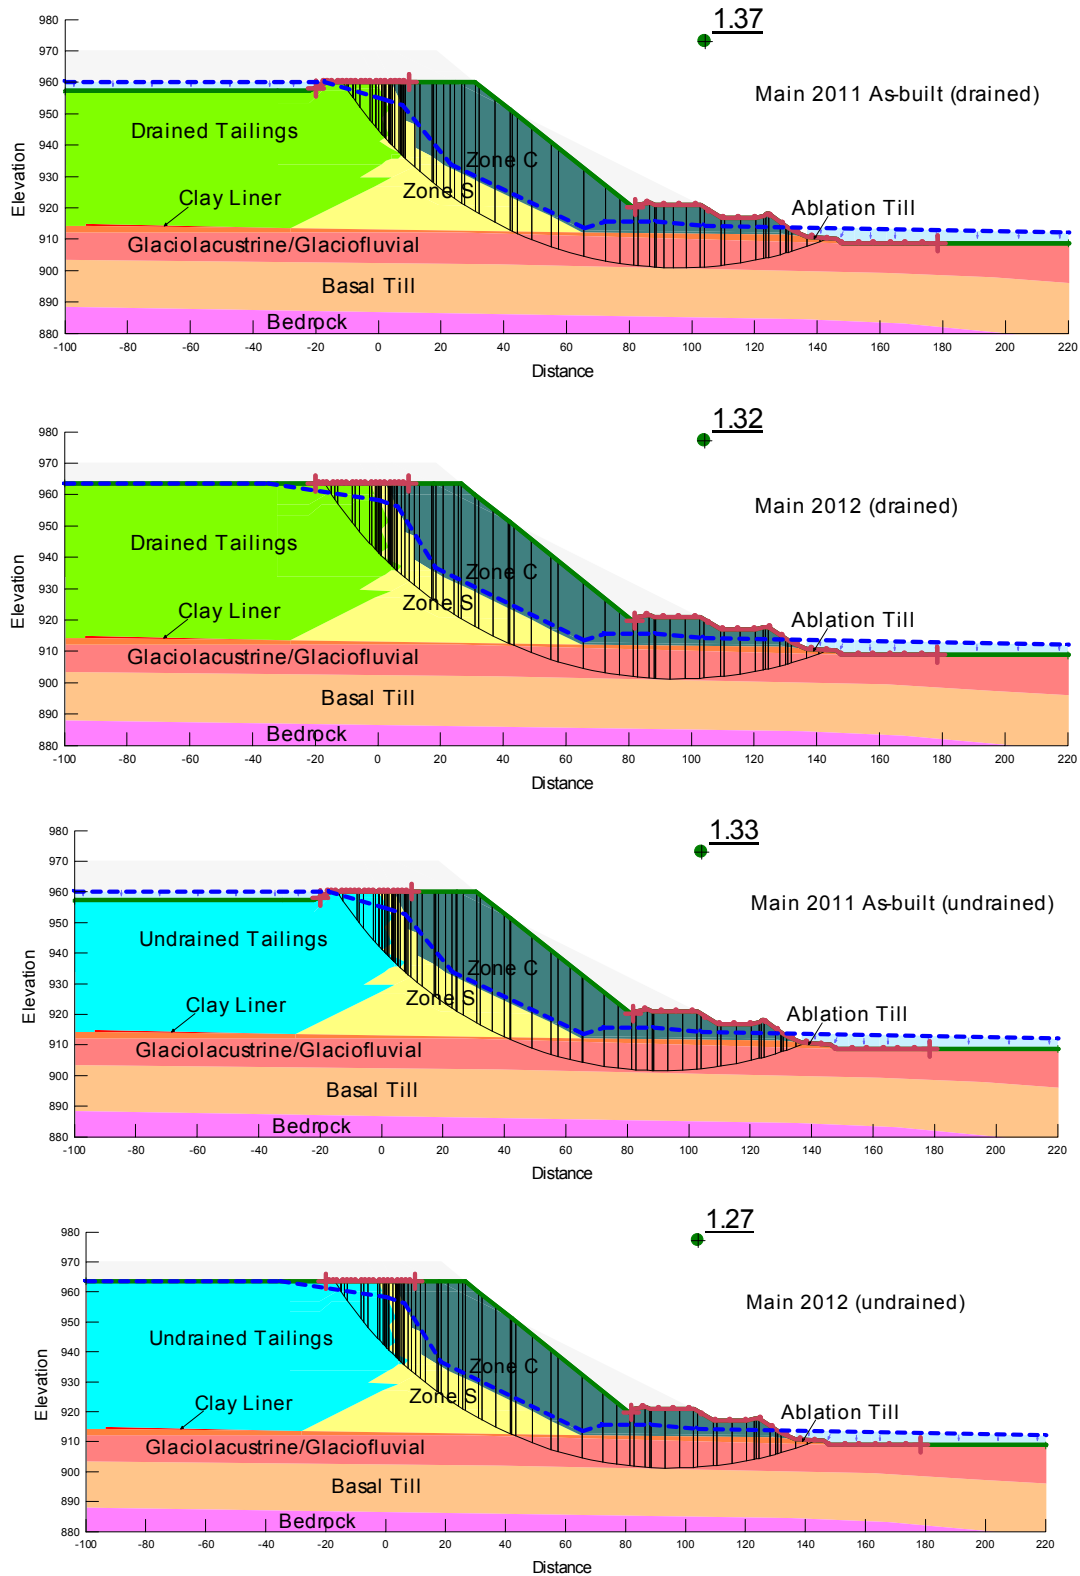 1.37
Main 2011 As-built (drained)
980
970
960
950
940
930
920
910
900
890
880
Elevation
Drained Tailings
Zone C
Zone S
Clay Liner
Ablation Till
Glaciolacustrine/Glaciofluvial
Basal Till
Bedrock
-100 -80 -60 -40 -20 0 20 40 60 80 100 120 140 160 180 200 220
Distance
1.32
Main 2012 (drained)
980
970
960
950
940
930
920
910
900
890
880
Elevation
Drained Tailings
Zone C
Zone S
Clay Liner
Ablation Till
Glaciolacustrine/Glaciofluvial
Basal Till
Bedrock
-100 -80 -60 -40 -20 0 20 40 60 80 100 120 140 160 180 200 220
Distance
1.33
Main 2011 As-built (undrained)
980
970
960
950
940
930
920
910
900
890
880
Elevation
Undrained Tailings
Zone C
Zone S
Clay Liner
Ablation Till
Glaciolacustrine/Glaciofluvial
Basal Till
Bedrock
-100 -80 -60 -40 -20 0 20 40 60 80 100 120 140 160 180 200 220
Distance
1.27
Main 2012 (undrained)
980
970
960
950
940
930
920
910
900
890
880
Elevation
Undrained Tailings
Zone C
Zone S
Clay Liner
Ablation Till
Glaciolacustrine/Glaciofluvial
Basal Till
Bedrock
-100 -80 -60 -40 -20 0 20 40 60 80 100 120 140 160 180 200 220
Distance